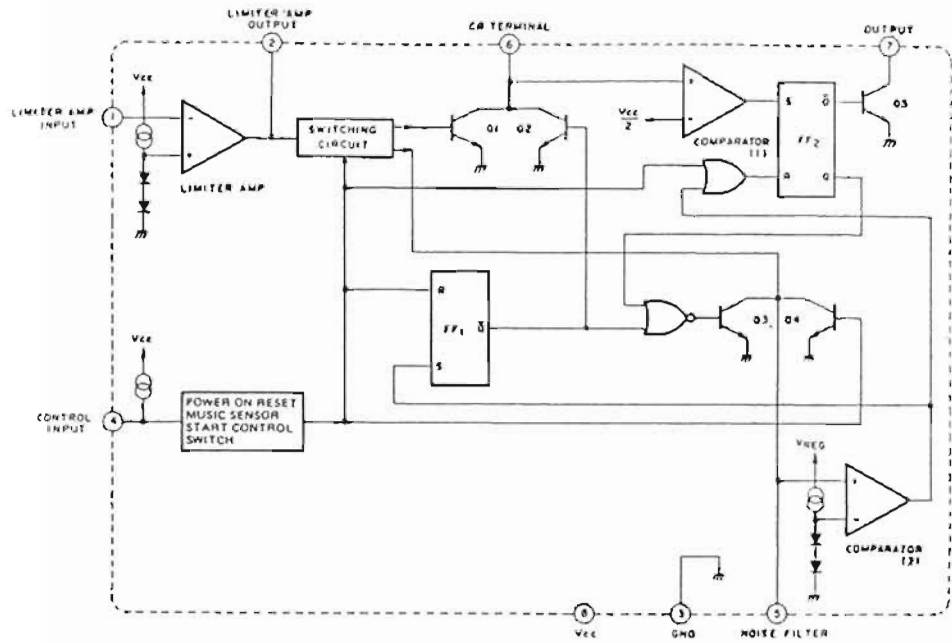 LIMITER AMP
OUTPUT
2
CR TERMINAL
6
OUTPUT
7
Vcc
LIMITER AMP
INPUT
1
-
+
LIMITER AMP
SWITCHING
CIRCUIT
Q1 Q2
+
Vcc
2
-
COMPARATOR
(1)
S
Q̅
FF2
R
Q
Q5
R
FF1
Q̅
S
Q3, Q4
Vcc
CONTROL
INPUT
4
POWER ON RESET
MUSIC SENSOR
START CONTROL
SWITCH
VREG
+
-
COMPARATOR
(2)
8
Vcc
3
GND
5
NOISE FILTER